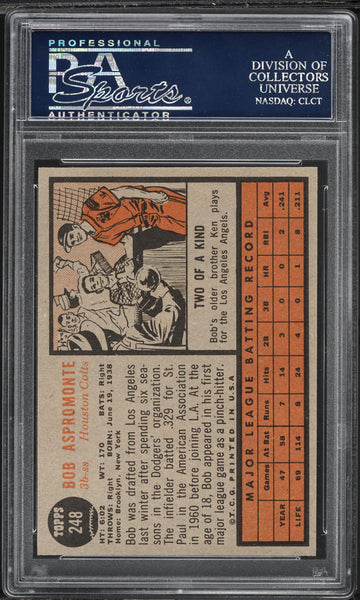 PROFESSIONAL
PSA
Sports
AUTHENTICATOR
A
DIVISION OF
COLLECTORS
UNIVERSE
NASDAQ: CLCT
TOPPS
248
BOB ASPROMONTE
3b-ss Houston Colts
HT: 6:02 WT: 170 BATS: Right
THROWS: Right BORN: June 19, 1938
Home: Brooklyn, New York
Bob was drafted from Los Angeles
last winter after spending six sea-
sons in the Dodgers' organization.
The infielder batted .329 for St.
Paul in the American Association
in 1960 before joining L.A. At the
age of 18, Bob appeared in his first
major league game as a pinch-hitter.
© T.C.G. PRINTED IN U.S.A.
TWO OF A KIND
Bob's older brother Ken plays
for the Los Angeles Angels.
MAJOR LEAGUE BATTING RECORD
Games At Bat Runs Hits 2B 3B HR RBI Avg
YEAR 47 58 7 14 3 0 0 2 .241
LIFE 69 114 8 24 4 0 1 8 .211